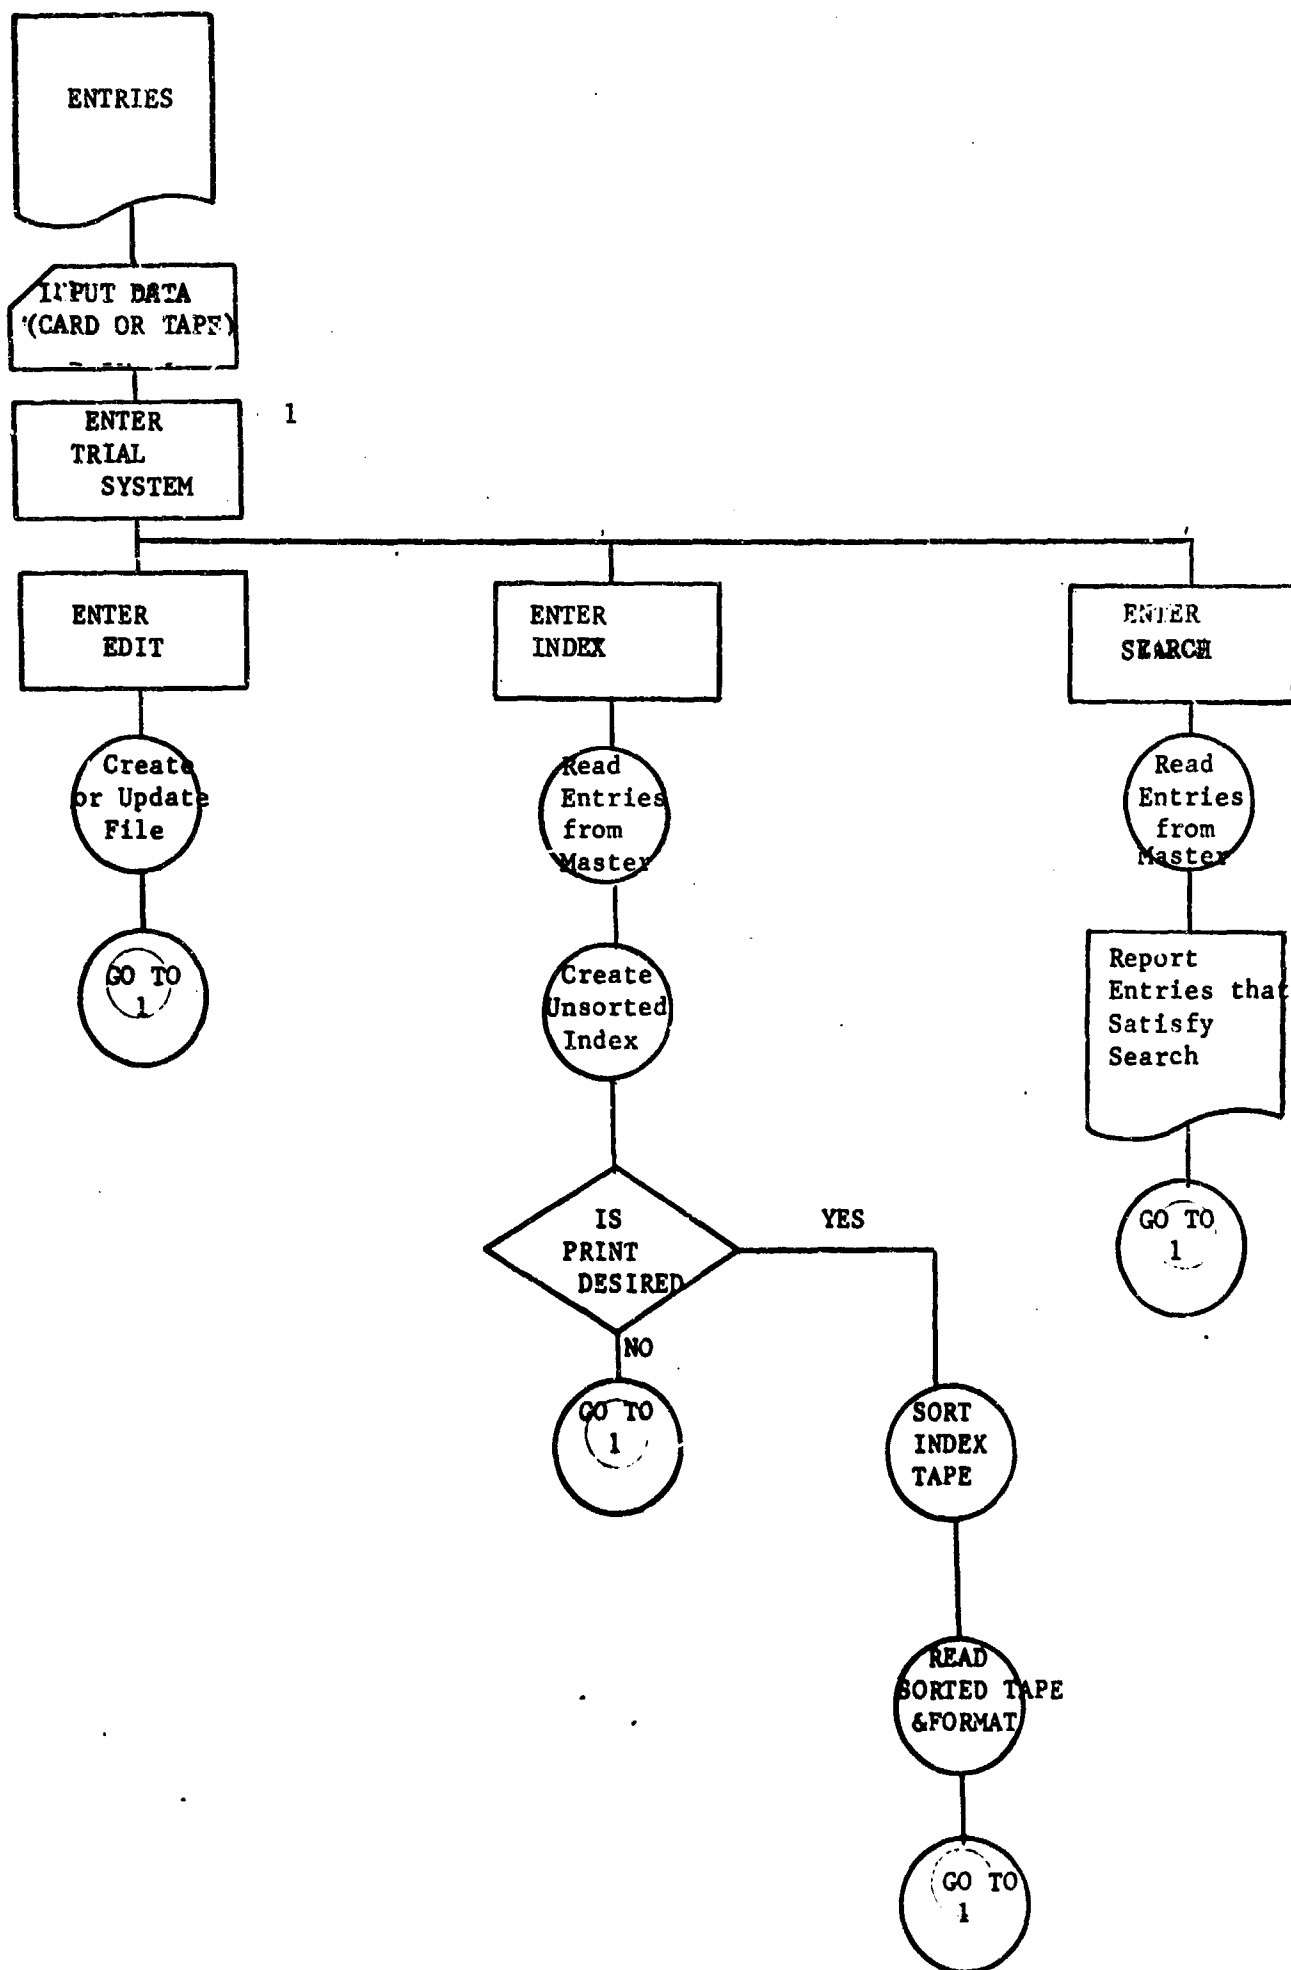 ENTRIES
INPUT DATA
(CARD OR TAPE)
ENTER
TRIAL
SYSTEM
1
ENTER
EDIT
Create
or Update
File
GO TO
1
ENTER
INDEX
Read
Entries
from
Master
Create
Unsorted
Index
IS
PRINT
DESIRED
YES
NO
GO TO
1
SORT
INDEX
TAPE
READ
SORTED TAPE
&FORMAT
GO TO
1
ENTER
SEARCH
Read
Entries
from
Master
Report
Entries that
Satisfy
Search
GO TO
1